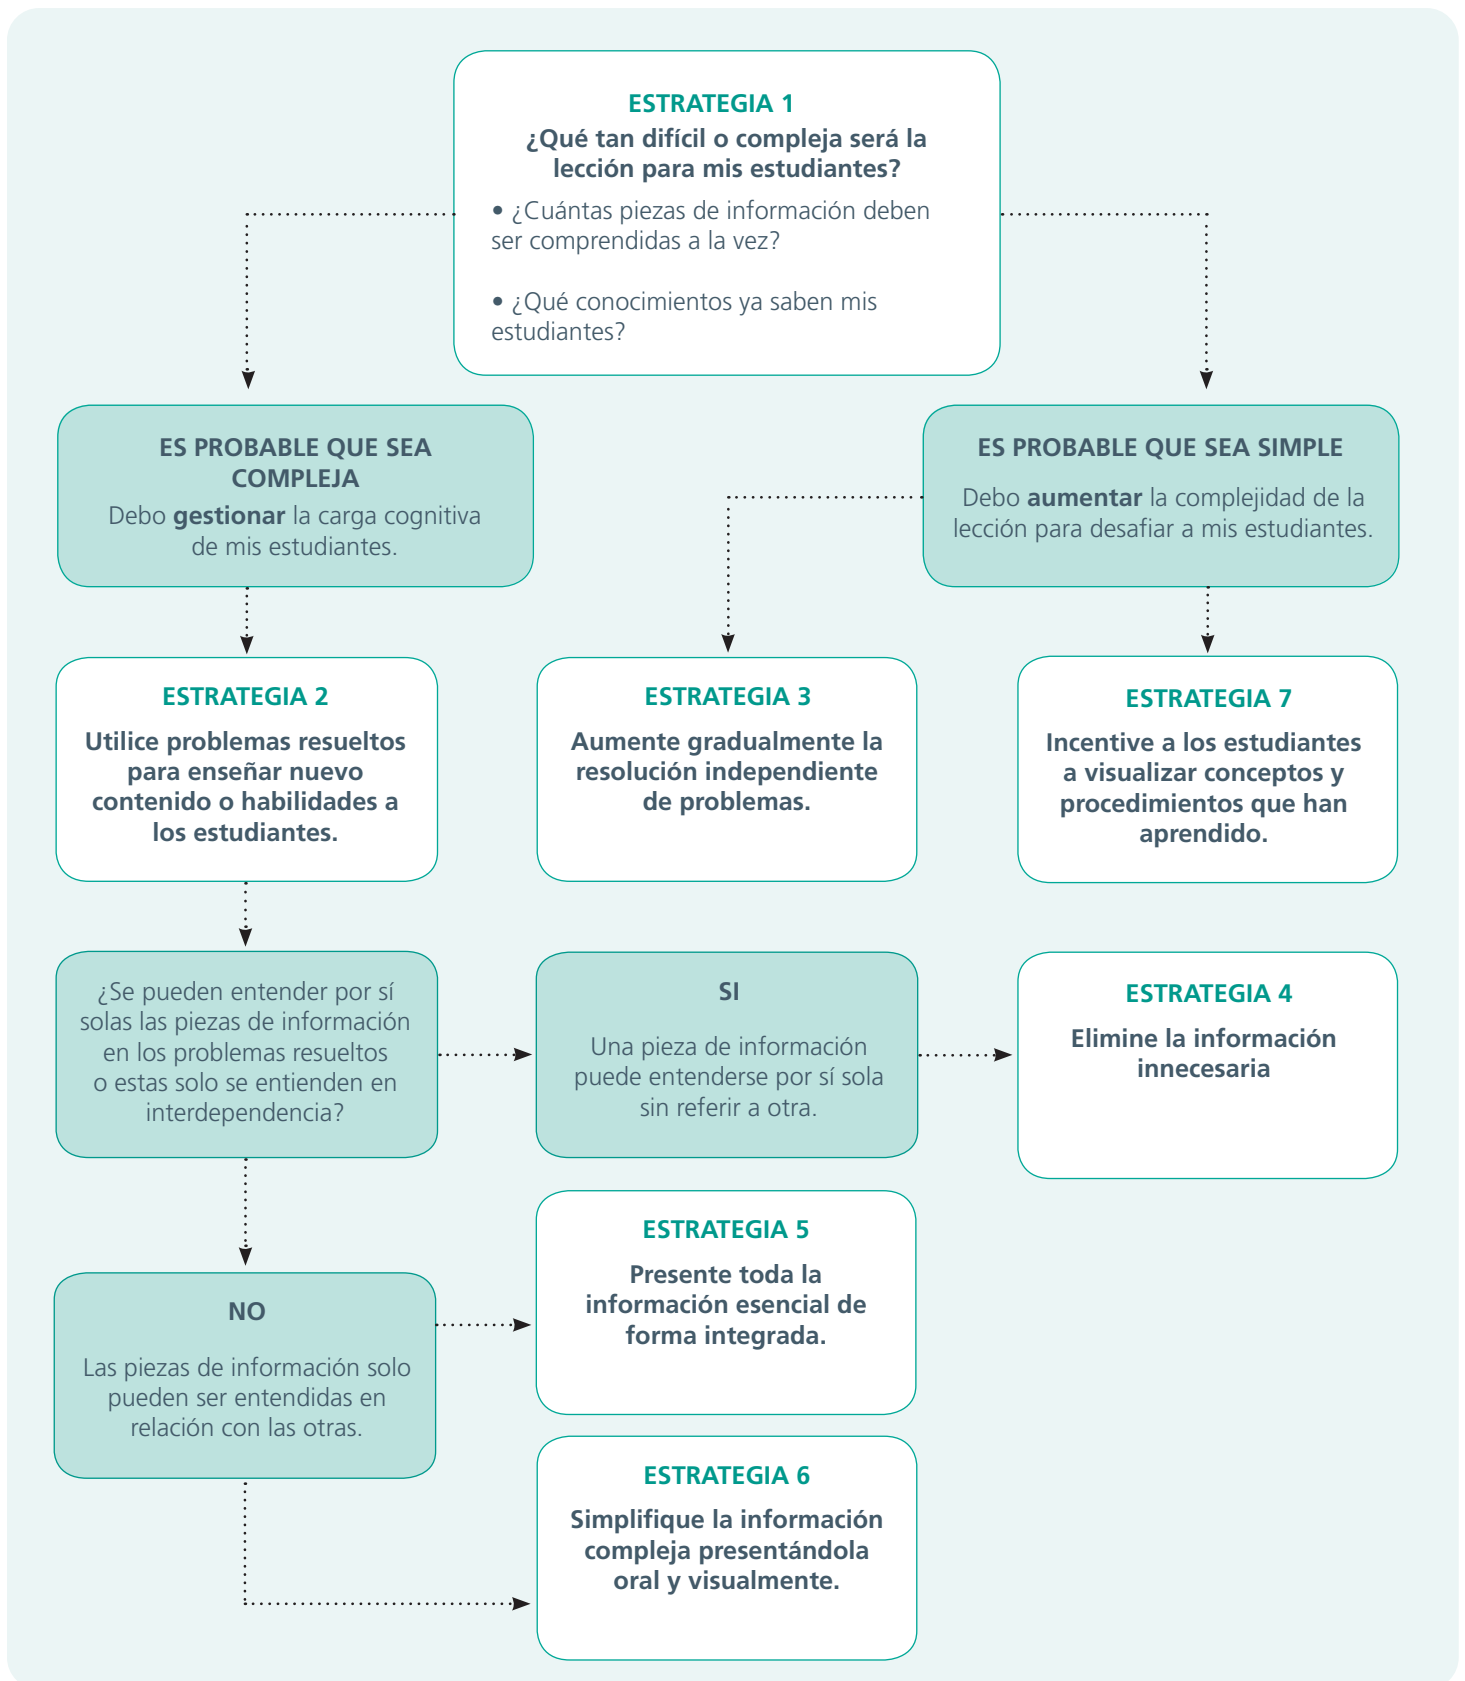 ESTRATEGIA 1
¿Qué tan difícil o compleja será la
lección para mis estudiantes?
• ¿Cuántas piezas de información deben
ser comprendidas a la vez?
• ¿Qué conocimientos ya saben mis
estudiantes?
ES PROBABLE QUE SEA
COMPLEJA
Debo gestionar la carga cognitiva
de mis estudiantes.
ES PROBABLE QUE SEA SIMPLE
Debo aumentar la complejidad de la
lección para desafiar a mis estudiantes.
ESTRATEGIA 2
Utilice problemas resueltos
para enseñar nuevo
contenido o habilidades a
los estudiantes.
ESTRATEGIA 3
Aumente gradualmente la
resolución independiente
de problemas.
ESTRATEGIA 7
Incentive a los estudiantes
a visualizar conceptos y
procedimientos que han
aprendido.
¿Se pueden entender por sí
solas las piezas de información
en los problemas resueltos
o estas solo se entienden en
interdependencia?
SI
Una pieza de información
puede entenderse por sí sola
sin referir a otra.
ESTRATEGIA 4
Elimine la información
innecesaria
NO
Las piezas de información solo
pueden ser entendidas en
relación con las otras.
ESTRATEGIA 5
Presente toda la
información esencial de
forma integrada.
ESTRATEGIA 6
Simplifique la información
compleja presentándola
oral y visualmente.